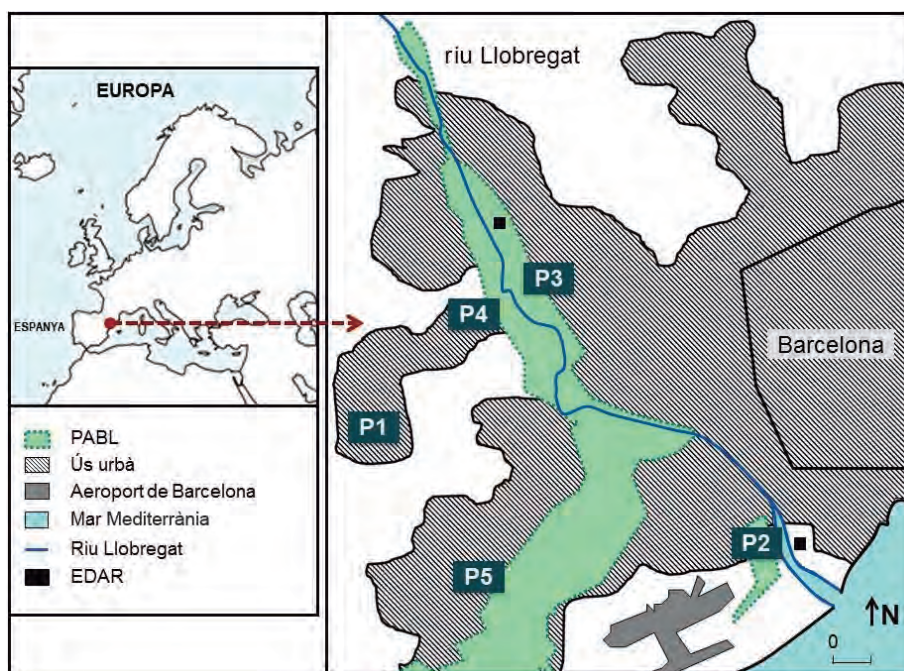 EUROPA
ESPANYA
PABL
Ús urbà
Aeroport de Barcelona
Mar Mediterrània
Riu Llobregat
EDAR
riu Llobregat
P3
P4
Barcelona
P1
P2
P5
↑N
0